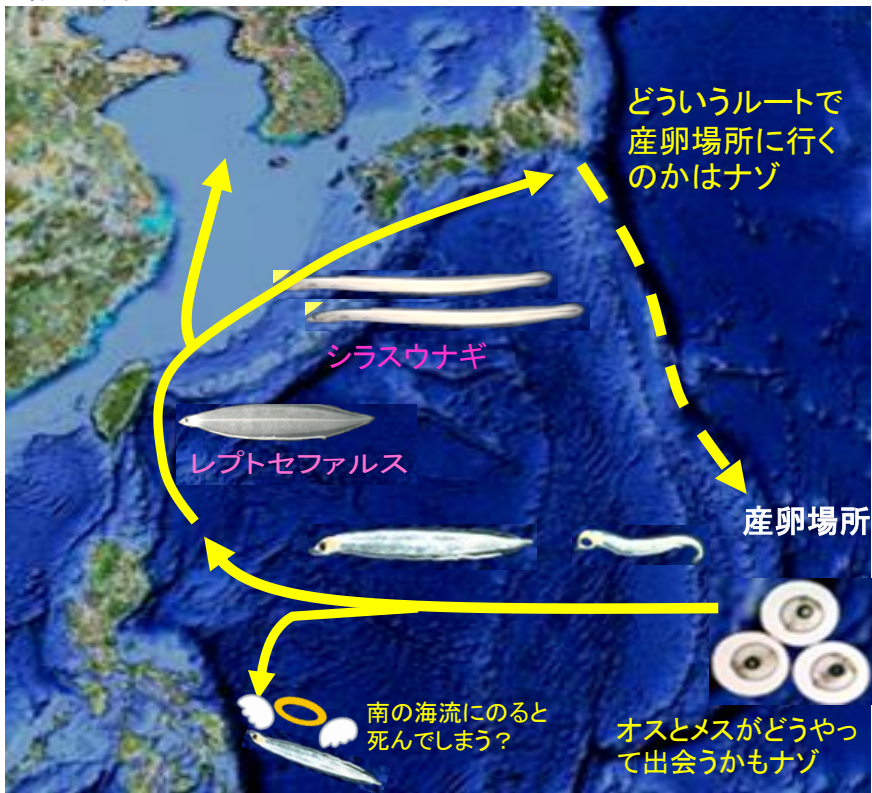 どういうルートで
産卵場所に行く
のかはナゾ
シラスウナギ
レプトセファルス
産卵場所
南の海流にのると
死んでしまう？
オスとメスがどうやっ
て出会うかもナゾ